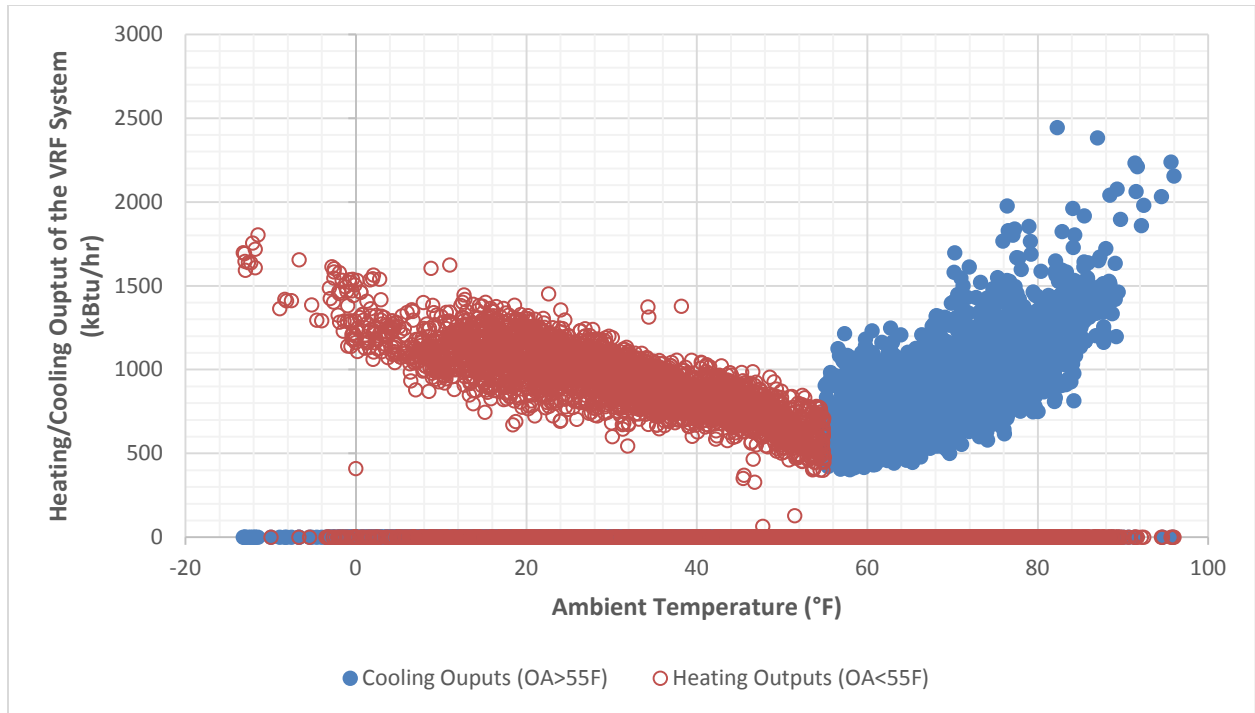 Heating/Cooling Ouptut of the VRF System
(kBtu/hr)
3000
2500
2000
1500
1000
500
0
-20
0
20
40
60
80
100
Ambient Temperature (°F)
Cooling Ouputs (OA>55F)
Heating Outputs (OA<55F)